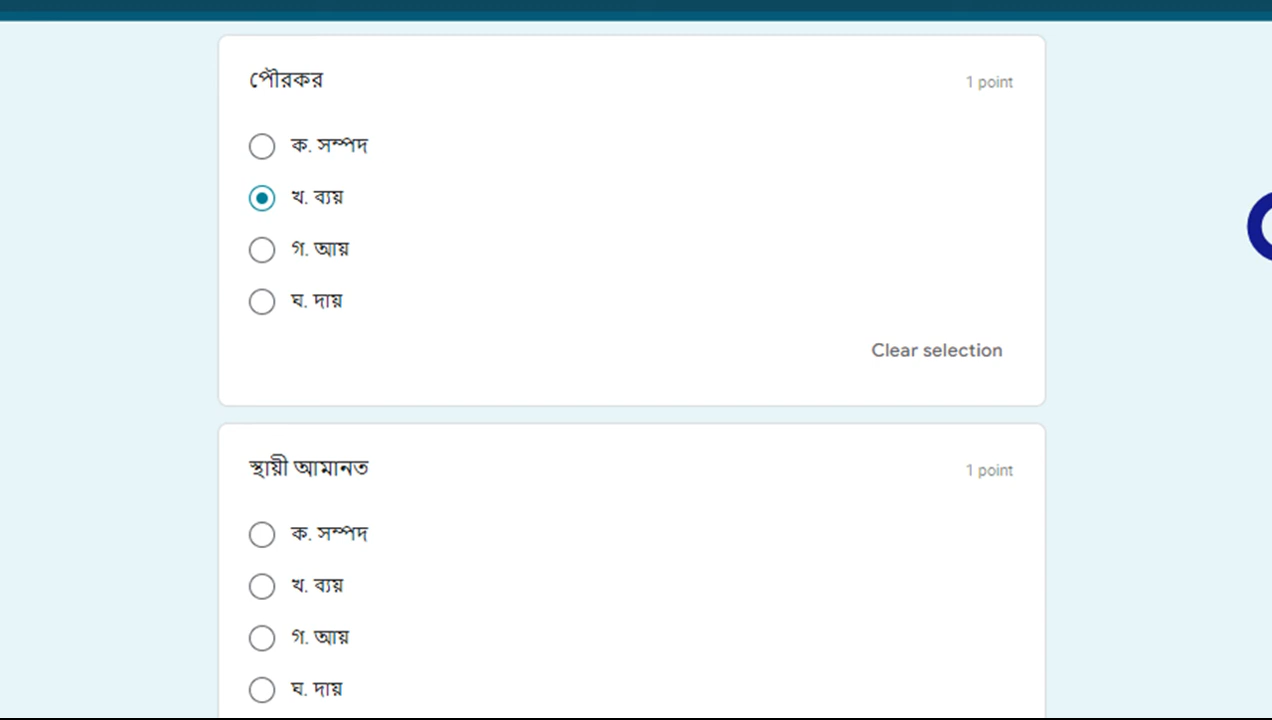 পৌরকর
1 point
ক. সম্পদ
খ. ব্যয়
গ. আয়
ঘ. দায়
Clear selection
স্থায়ী আমানত
1 point
ক. সম্পদ
খ. ব্যয়
গ. আয়
ঘ. দায়